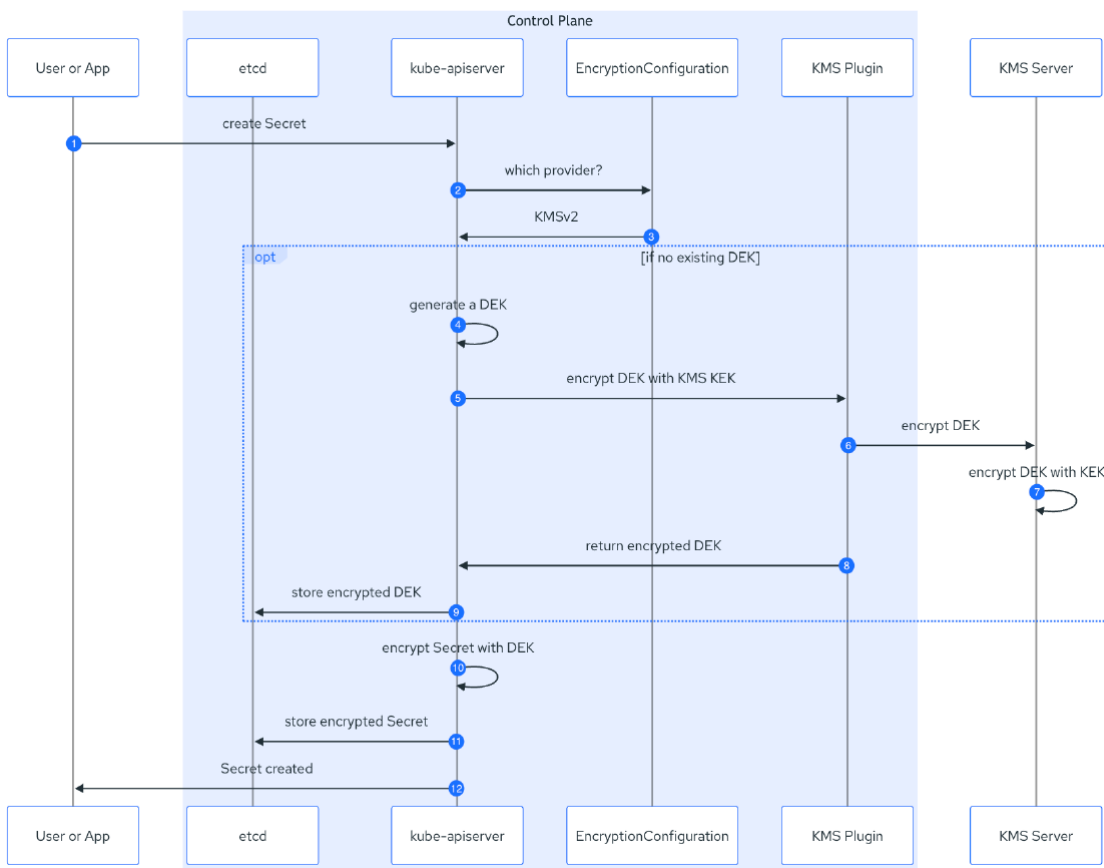 Control Plane
User or App
etcd
kube-apiserver
EncryptionConfiguration
KMS Plugin
KMS Server
create Secret
1
which provider?
2
KMSv2
3
opt
[if no existing DEK]
generate a DEK
4
encrypt DEK with KMS KEK
5
encrypt DEK
6
encrypt DEK with KEK
7
return encrypted DEK
8
store encrypted DEK
9
encrypt Secret with DEK
10
store encrypted Secret
11
Secret created
12
User or App
etcd
kube-apiserver
EncryptionConfiguration
KMS Plugin
KMS Server